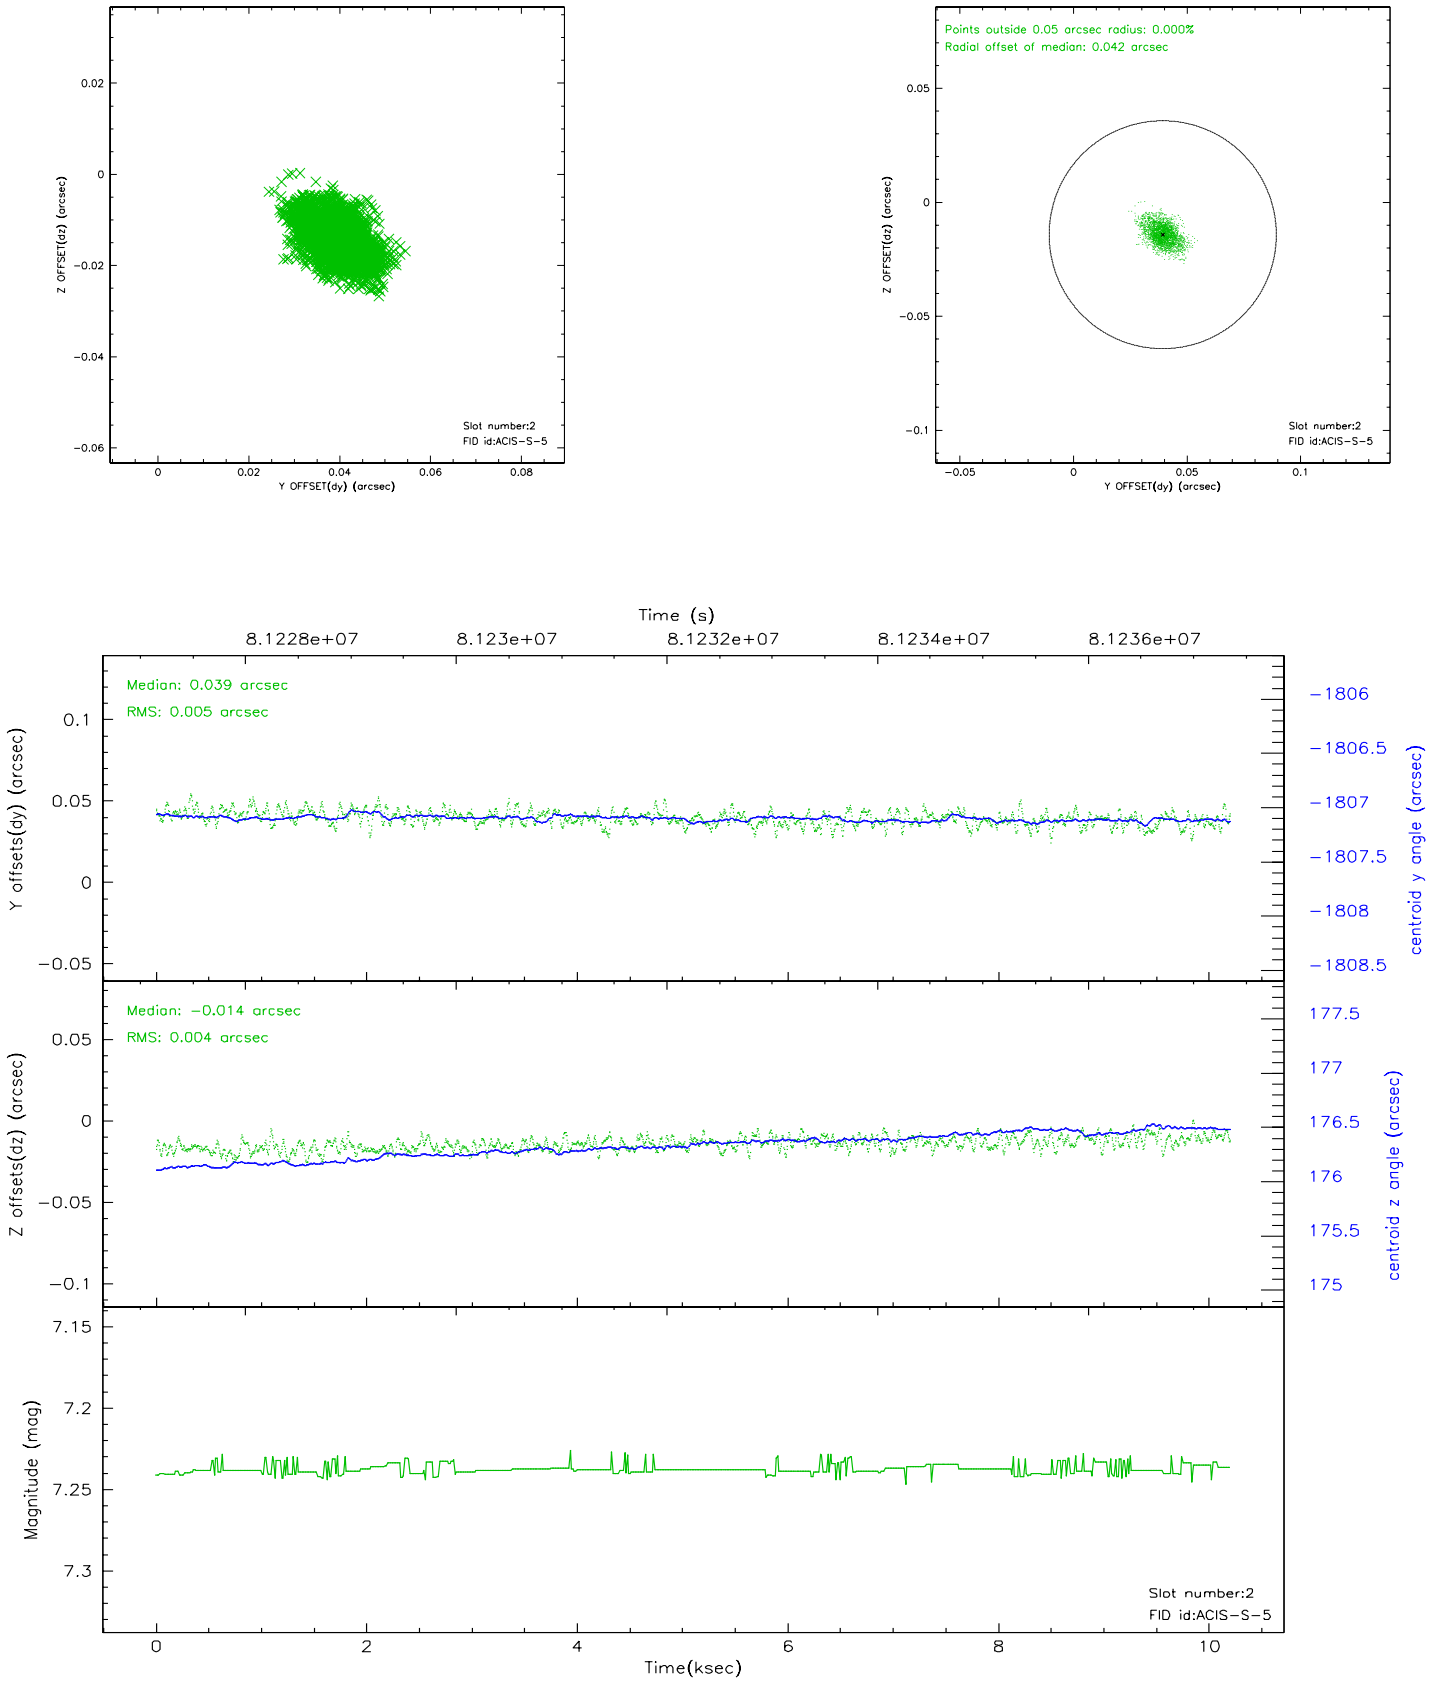 0.02
0
−0.02
−0.04
−0.06
Z OFFSET(dz) (arcsec)
Slot number:2
FID id:ACIS−S−5
0 0.02 0.04 0.06 0.08
Y OFFSET(dy) (arcsec)
Points outside 0.05 arcsec radius: 0.000%
Radial offset of median: 0.042 arcsec
0.05
0
−0.05
−0.1
Z OFFSET(dz) (arcsec)
Slot number:2
FID id:ACIS−S−5
−0.05 0 0.05 0.1
Y OFFSET(dy) (arcsec)
Time (s)
8.1228e+07 8.123e+07 8.1232e+07 8.1234e+07 8.1236e+07
Median: 0.039 arcsec
RMS: 0.005 arcsec
0.1
0.05
0
−0.05
Y offsets(dy) (arcsec)
−1806
−1806.5
−1807
−1807.5
−1808
−1808.5
centroid y angle (arcsec)
Median: −0.014 arcsec
RMS: 0.004 arcsec
0.05
0
−0.05
−0.1
Z offsets(dz) (arcsec)
177.5
177
176.5
176
175.5
175
centroid z angle (arcsec)
7.15
7.2
7.25
7.3
Magnitude (mag)
Slot number:2
FID id:ACIS−S−5
0 2 4 6 8 10
Time(ksec)